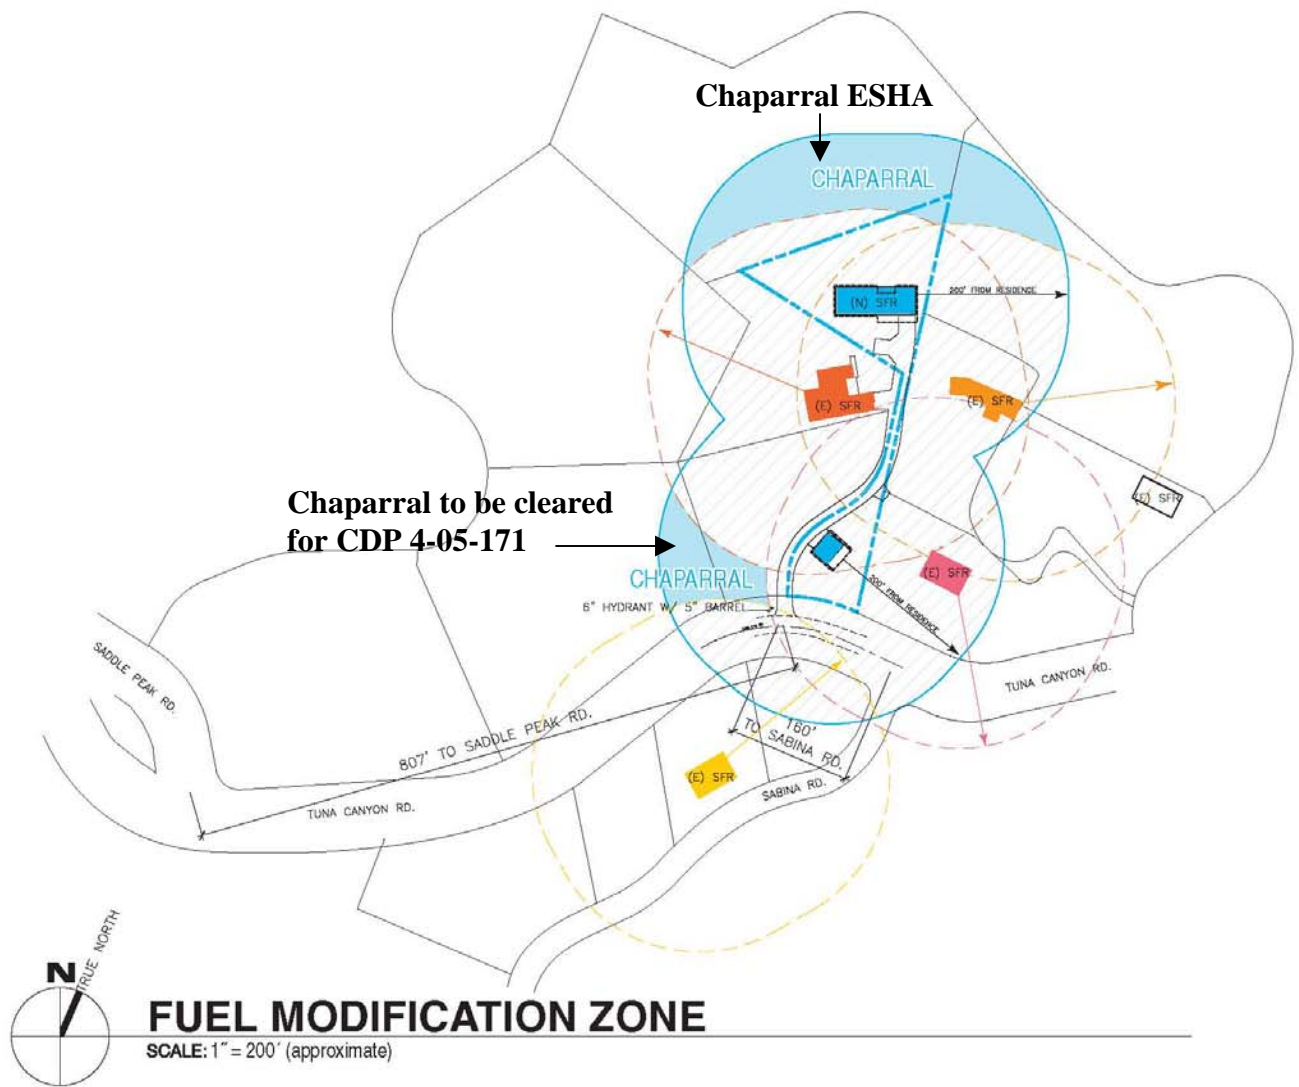 Chaparral ESHA
CHAPARRAL
(N) SFR
200' FROM RESIDENCE
(E) SFR
(E) SFR
(E) SFR
Chaparral to be cleared
for CDP 4-05-171
CHAPARRAL
6" HYDRANT W/ 5" BARREL
(E) SFR
200' FROM RESIDENCE
SADDLE PEAK RD.
TUNA CANYON RD.
807' TO SADDLE PEAK RD.
160'
TO SABINA RD.
(E) SFR
SABINA RD.
TUNA CANYON RD.
N
TRUE NORTH
FUEL MODIFICATION ZONE
SCALE: 1" = 200' (approximate)